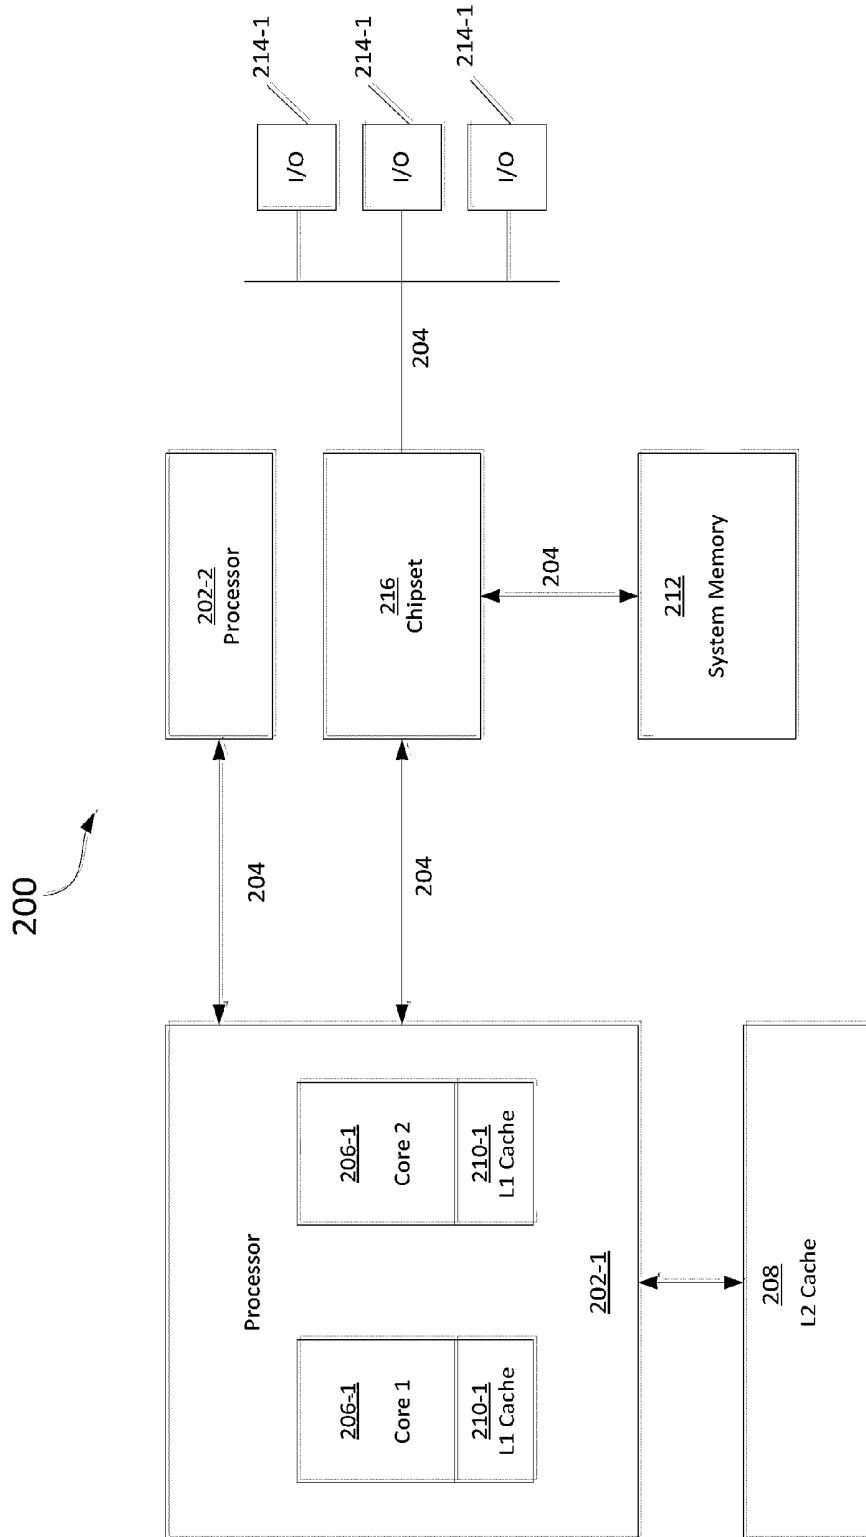 200
Processor
206-1
Core 1
210-1
L1 Cache
206-1
Core 2
210-1
L1 Cache
202-1
208
L2 Cache
204
204
202-2
Processor
216
Chipset
204
212
System Memory
204
I/O
214-1
I/O
214-1
I/O
214-1